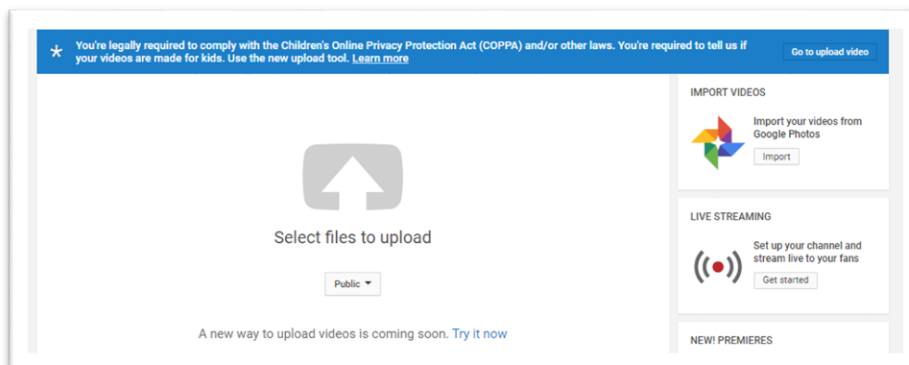 You're legally required to comply with the Children's Online Privacy Protection Act (COPPA) and/or other laws. You're required to tell us if
your videos are made for kids. Use the new upload tool. Learn more
Go to upload video
Select files to upload
Public
A new way to upload videos is coming soon. Try it now
IMPORT VIDEOS
Import your videos from
Google Photos
Import
LIVE STREAMING
Set up your channel and
stream live to your fans
Get started
NEW! PREMIERES